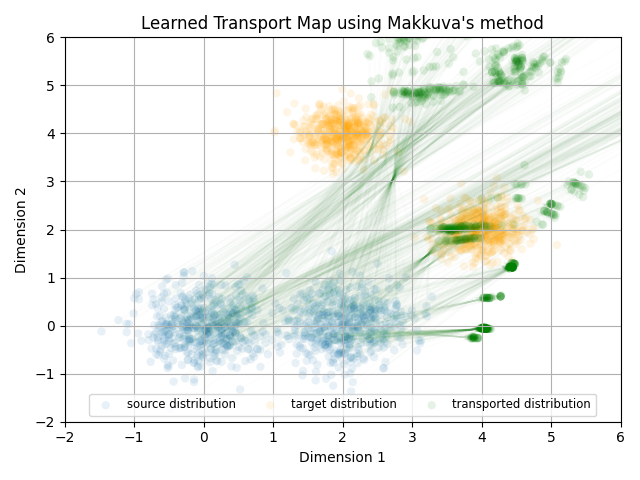 Learned Transport Map using Makkuva's method
6
5
4
3
2
1
0
−1
−2
Dimension 2
−2 −1 0 1 2 3 4 5 6
Dimension 1
source distribution target distribution transported distribution